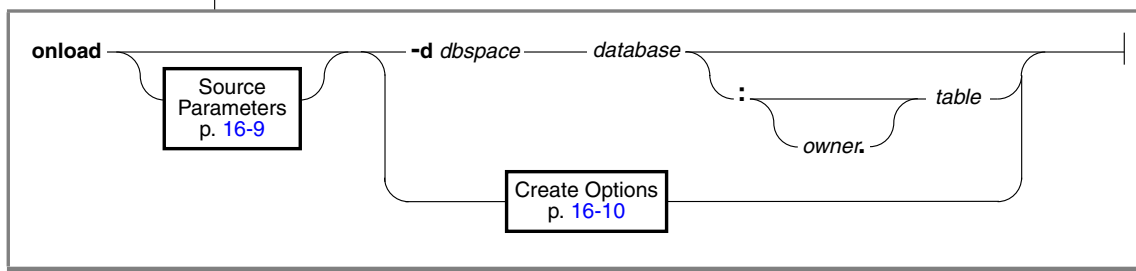 onload -d dbspace database
Source
Parameters
p. 16-9
: table
owner.
Create Options
p. 16-10